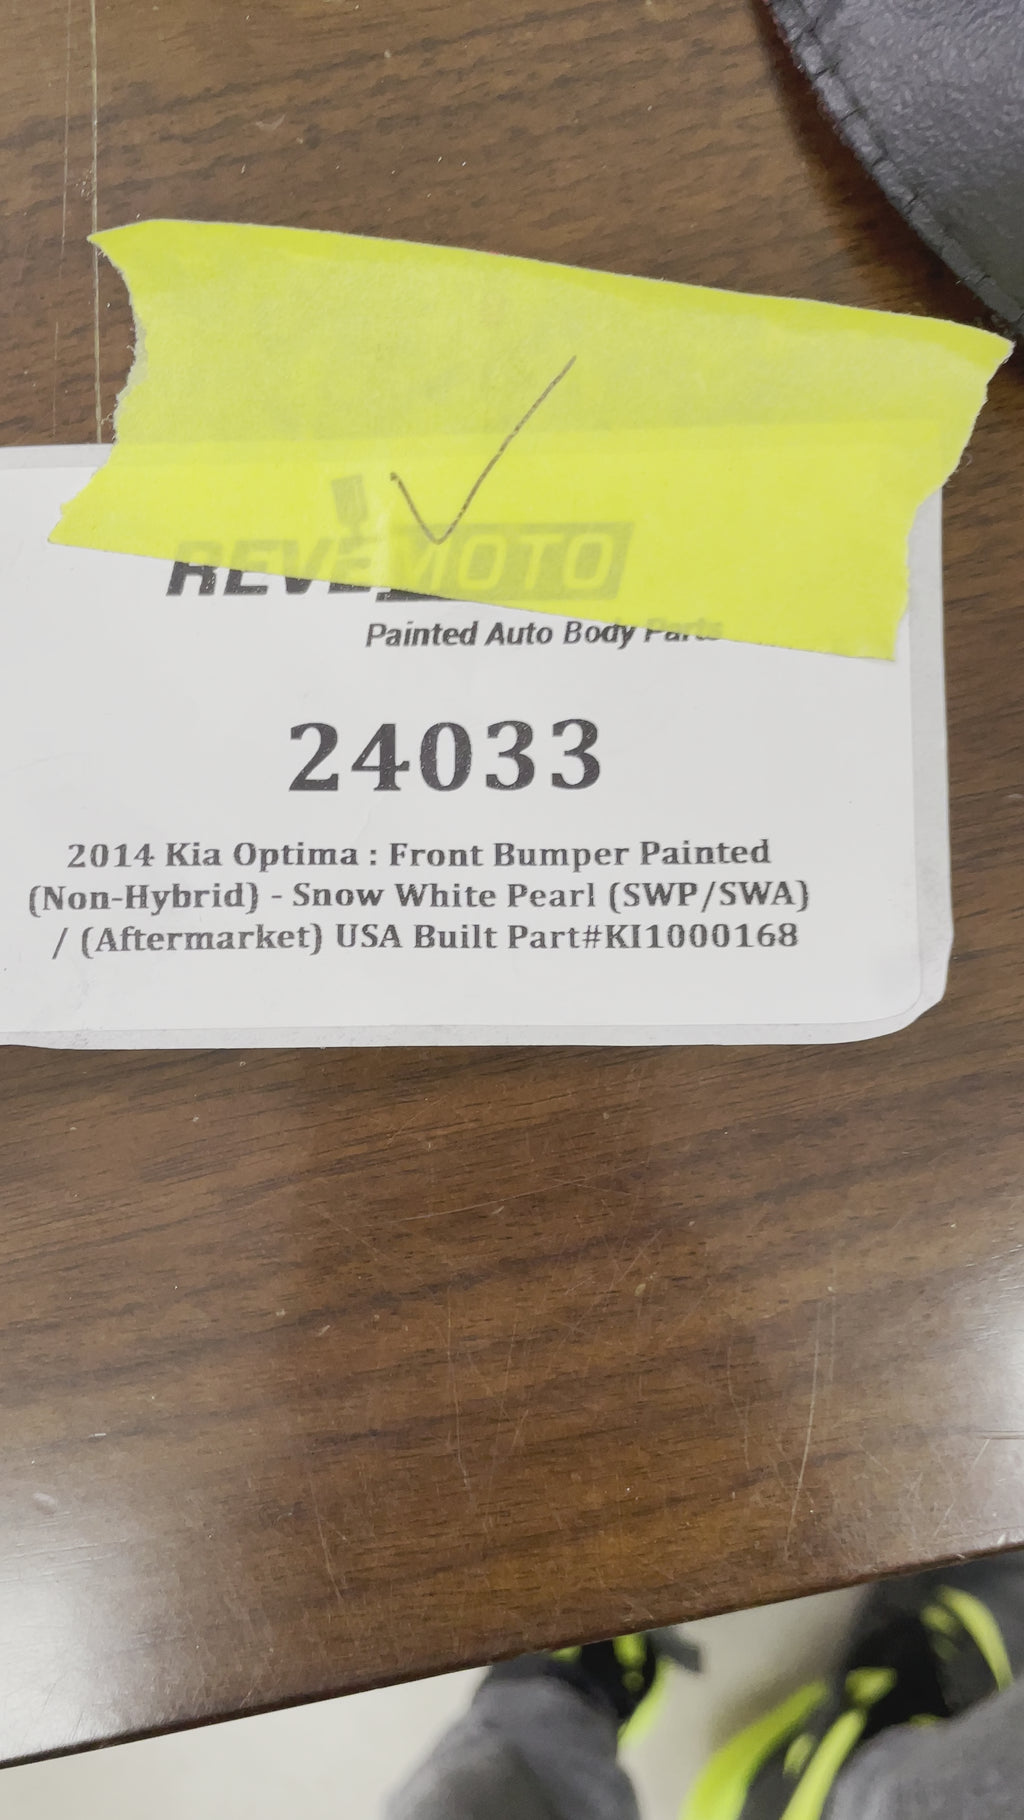 REVEMOTO
Painted Auto Body Parts
24033
2014 Kia Optima : Front Bumper Painted
(Non-Hybrid) - Snow White Pearl (SWP/SWA)
/ (Aftermarket) USA Built Part#KI1000168